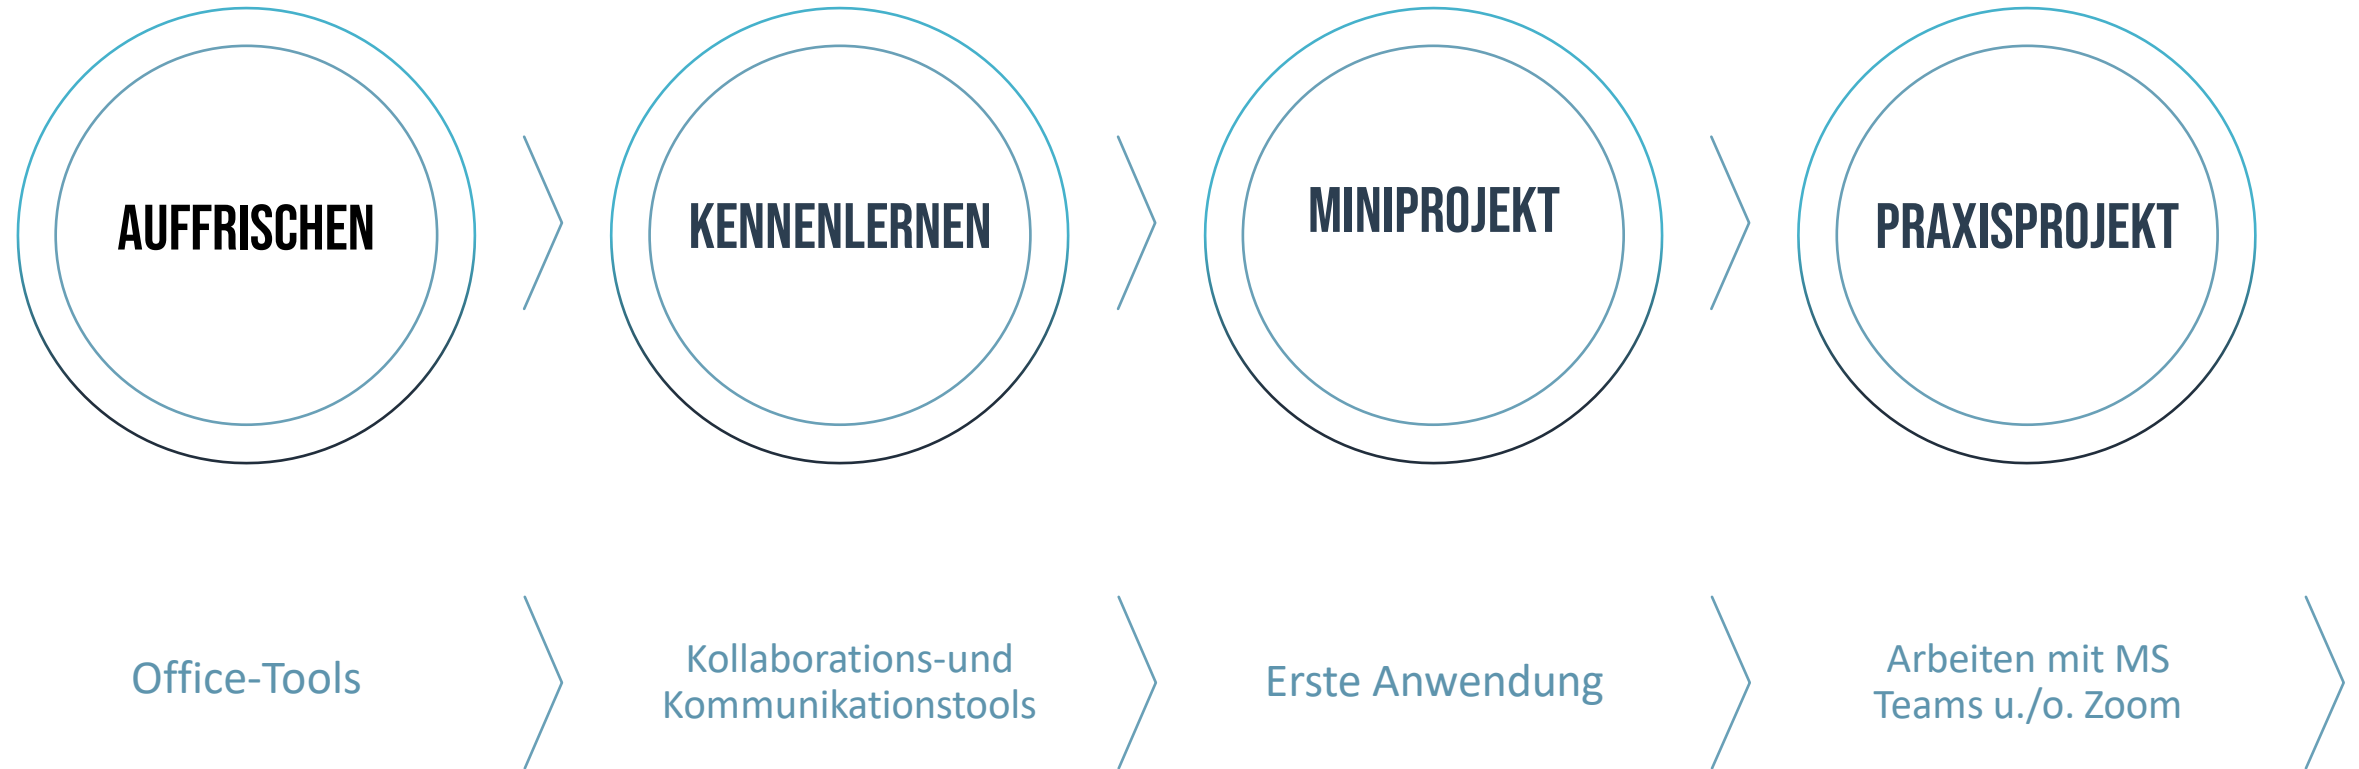 AUFFRISCHEN
KENNENLERNEN
MINIPROJEKT
PRAXISPROJEKT
Office-Tools
Kollaborations-und
Kommunikationstools
Erste Anwendung
Arbeiten mit MS
Teams u./o. Zoom